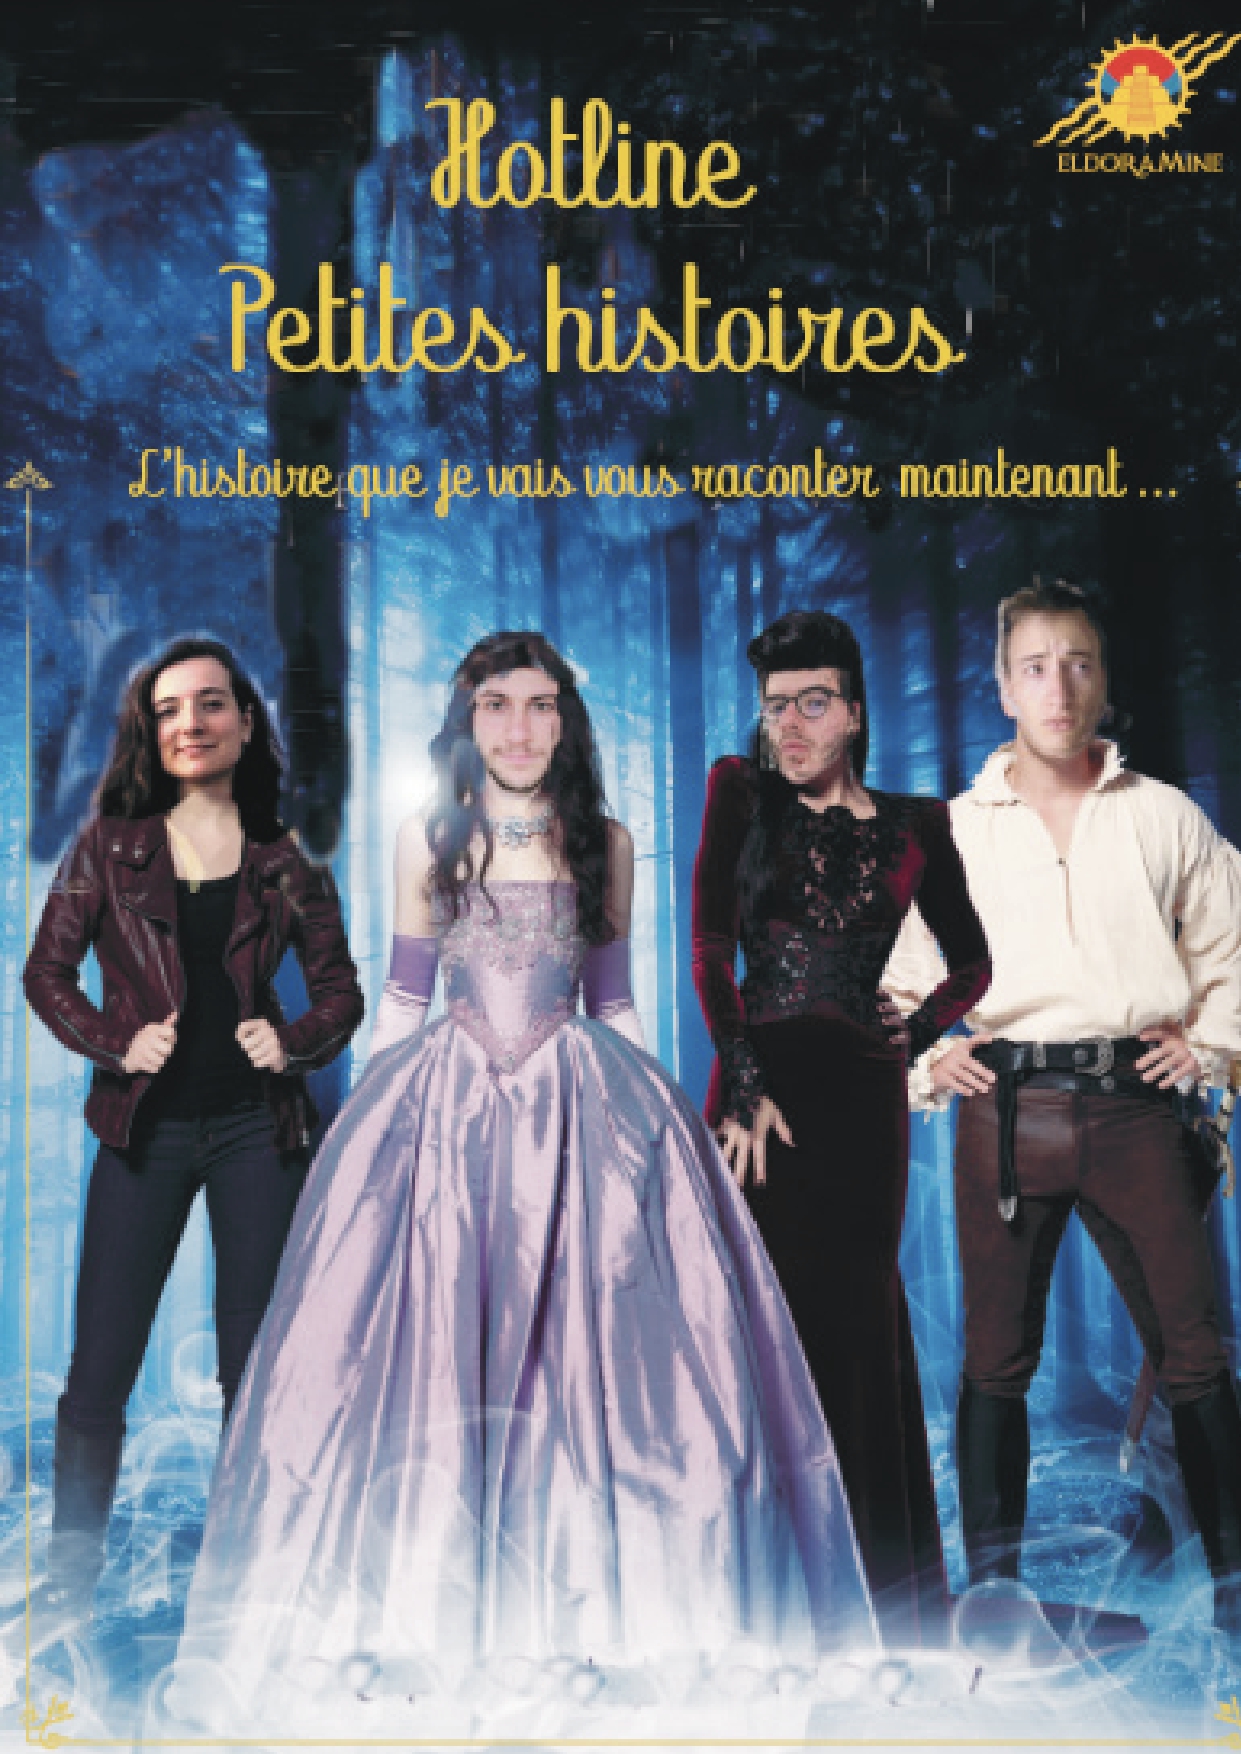 ELDORAMINE
Hotline
Petites histoires
L'histoire que je vais vous raconter maintenant ...